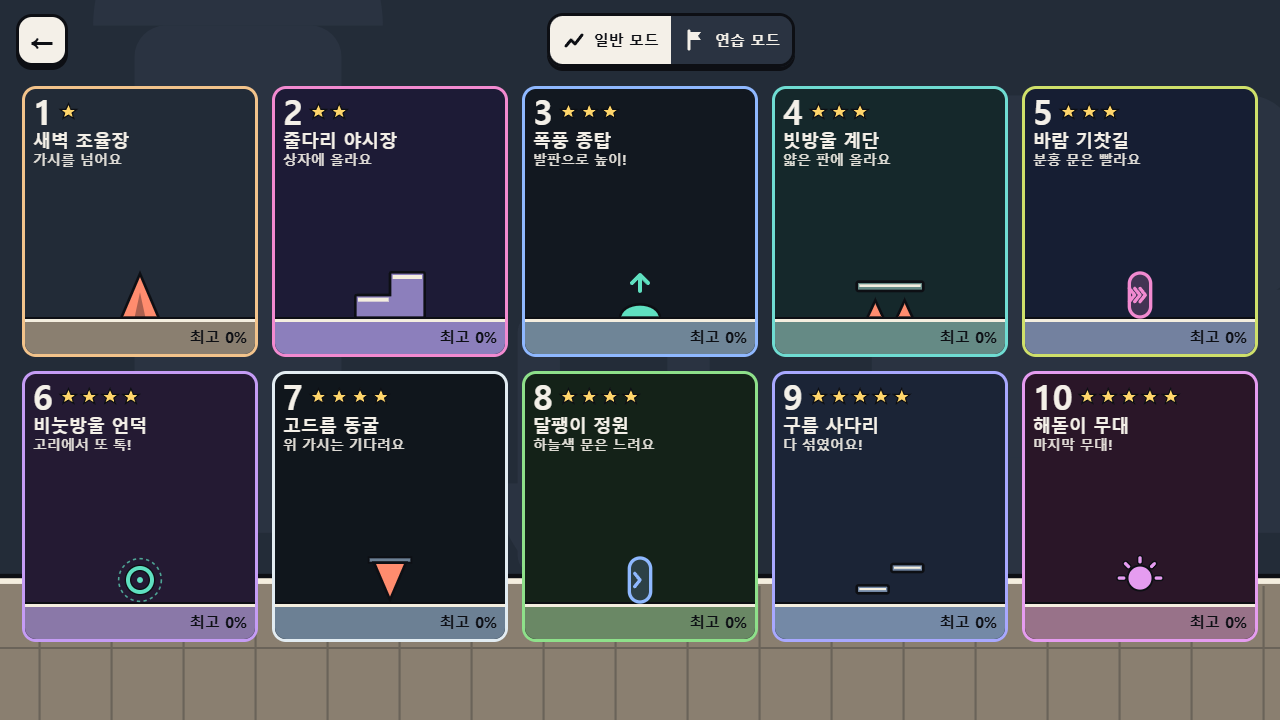 ←
일반 모드
연습 모드
1
새벽 조율장
가시를 넘어요
최고 0%
2
줄다리 야시장
상자에 올라요
최고 0%
3
폭풍 종탑
발판으로 높이!
최고 0%
4
빗방울 계단
얇은 판에 올라요
최고 0%
5
바람 기찻길
분홍 문은 빨라요
최고 0%
6
비눗방울 언덕
고리에서 또 톡!
최고 0%
7
고드름 동굴
위 가시는 기다려요
최고 0%
8
달팽이 정원
하늘색 문은 느려요
최고 0%
9
구름 사다리
다 섞였어요!
최고 0%
10
해돋이 무대
마지막 무대!
최고 0%